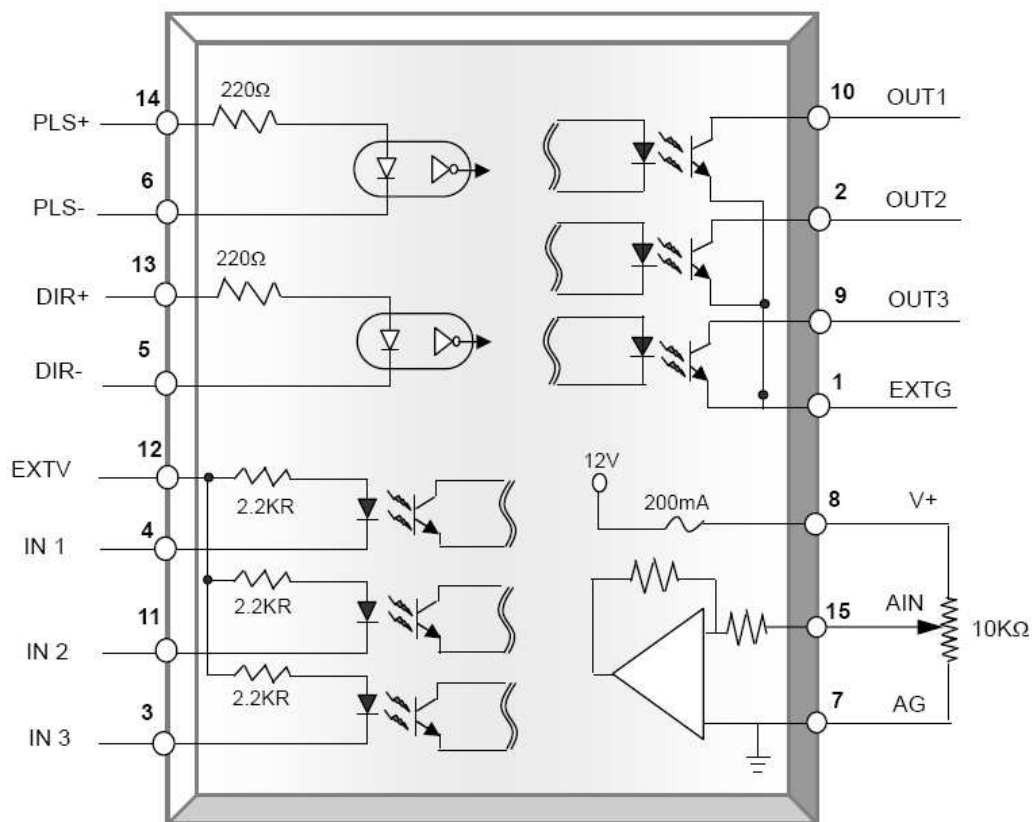 14
PLS+
220Ω
6
PLS-
13
DIR+
220Ω
5
DIR-
12
EXTV
2.2KR
4
IN 1
2.2KR
11
IN 2
2.2KR
3
IN 3
10
OUT1
2
OUT2
9
OUT3
1
EXTG
12V
200mA
8
V+
15
AIN
10KΩ
7
AG